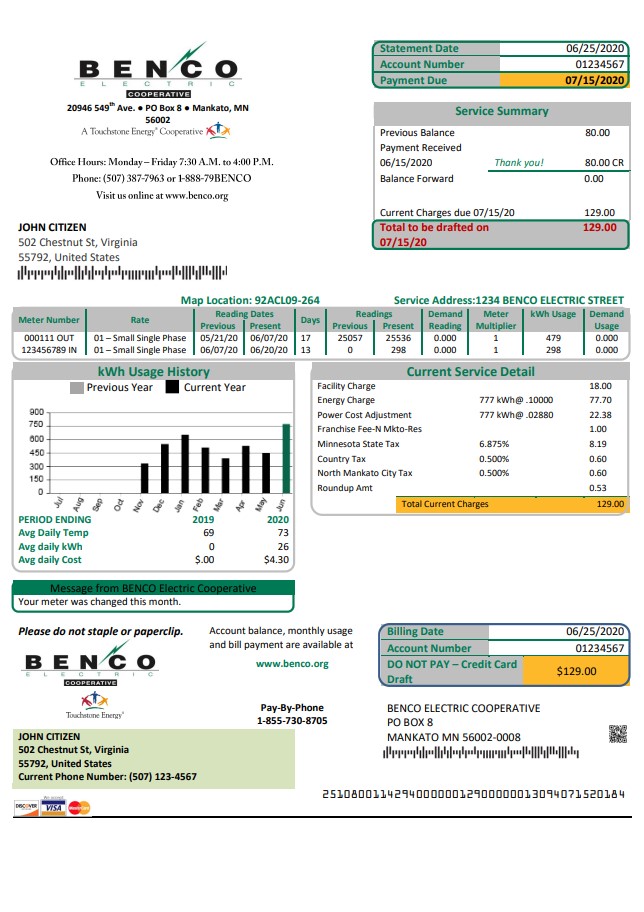 BENCO
ELECTRIC
COOPERATIVE
20946 549th Ave. ● PO Box 8 ● Mankato, MN
56002
A Touchstone Energy® Cooperative
Office Hours: Monday – Friday 7:30 A.M. to 4:00 P.M.
Phone: (507) 387-7963 or 1-888-79BENCO
Visit us online at www.benco.org
Statement Date 06/25/2020
Account Number 01234567
Payment Due 07/15/2020
Service Summary
Previous Balance 80.00
Payment Received
06/15/2020 Thank you! 80.00 CR
Balance Forward 0.00
Current Charges due 07/15/20 129.00
Total to be drafted on 129.00
07/15/20
JOHN CITIZEN
502 Chestnut St, Virginia
55792, United States
Map Location: 92ACL09-264 Service Address:1234 BENCO ELECTRIC STREET
Meter Number Rate Reading Dates Previous Present Days Readings Previous Present Demand Reading Meter Multiplier kWh Usage Demand Usage
000111 OUT 01 – Small Single Phase 05/21/20 06/07/20 17 25057 25536 0.000 1 479 0.000
123456789 IN 01 – Small Single Phase 06/07/20 06/20/20 13 0 298 0.000 1 298 0.000
kWh Usage History
Previous Year Current Year
900
750
600
450
300
150
0
Jul Aug Sep Oct Nov Dec Jan Feb Mar Apr May Jun
PERIOD ENDING 2019 2020
Avg Daily Temp 69 73
Avg daily kWh 0 26
Avg daily Cost $.00 $4.30
Current Service Detail
Facility Charge 18.00
Energy Charge 777 kWh@ .10000 77.70
Power Cost Adjustment 777 kWh@ .02880 22.38
Franchise Fee-N Mkto-Res 1.00
Minnesota State Tax 6.875% 8.19
Country Tax 0.500% 0.60
North Mankato City Tax 0.500% 0.60
Roundup Amt 0.53
Total Current Charges 129.00
Message from BENCO Electric Cooperative
Your meter was changed this month.
Please do not staple or paperclip.
BENCO
ELECTRIC
COOPERATIVE
Touchstone Energy®
Account balance, monthly usage
and bill payment are available at
www.benco.org
Pay-By-Phone
1-855-730-8705
Billing Date 06/25/2020
Account Number 01234567
DO NOT PAY – Credit Card
Draft $129.00
BENCO ELECTRIC COOPERATIVE
PO BOX 8
MANKATO MN 56002-0008
JOHN CITIZEN
502 Chestnut St, Virginia
55792, United States
Current Phone Number: (507) 123-4567
DISCOVER VISA